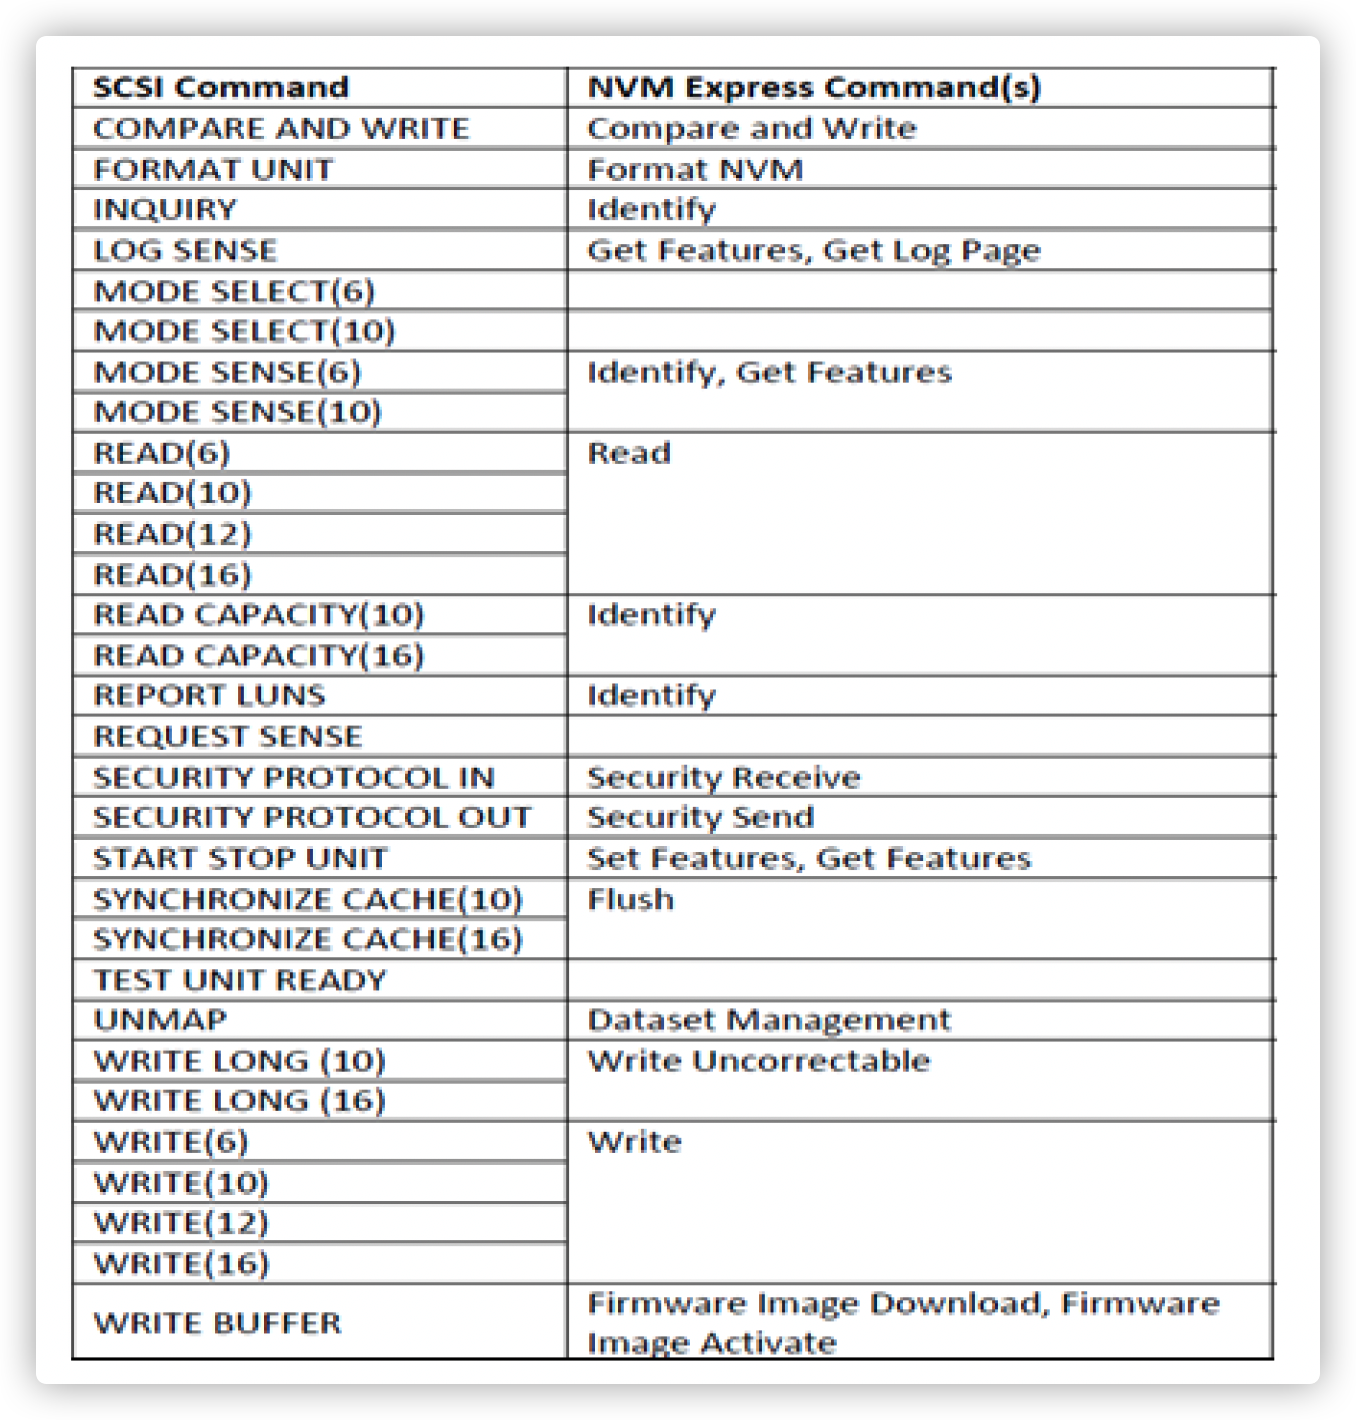 SCSI Command NVM Express Command(s)
COMPARE AND WRITE Compare and Write
FORMAT UNIT Format NVM
INQUIRY Identify
LOG SENSE Get Features, Get Log Page
MODE SELECT(6)
MODE SELECT(10)
MODE SENSE(6) Identify, Get Features
MODE SENSE(10)
READ(6) Read
READ(10)
READ(12)
READ(16)
READ CAPACITY(10) Identify
READ CAPACITY(16)
REPORT LUNS Identify
REQUEST SENSE
SECURITY PROTOCOL IN Security Receive
SECURITY PROTOCOL OUT Security Send
START STOP UNIT Set Features, Get Features
SYNCHRONIZE CACHE(10) Flush
SYNCHRONIZE CACHE(16)
TEST UNIT READY
UNMAP Dataset Management
WRITE LONG (10) Write Uncorrectable
WRITE LONG (16)
WRITE(6) Write
WRITE(10)
WRITE(12)
WRITE(16)
WRITE BUFFER Firmware Image Download, Firmware
Image Activate